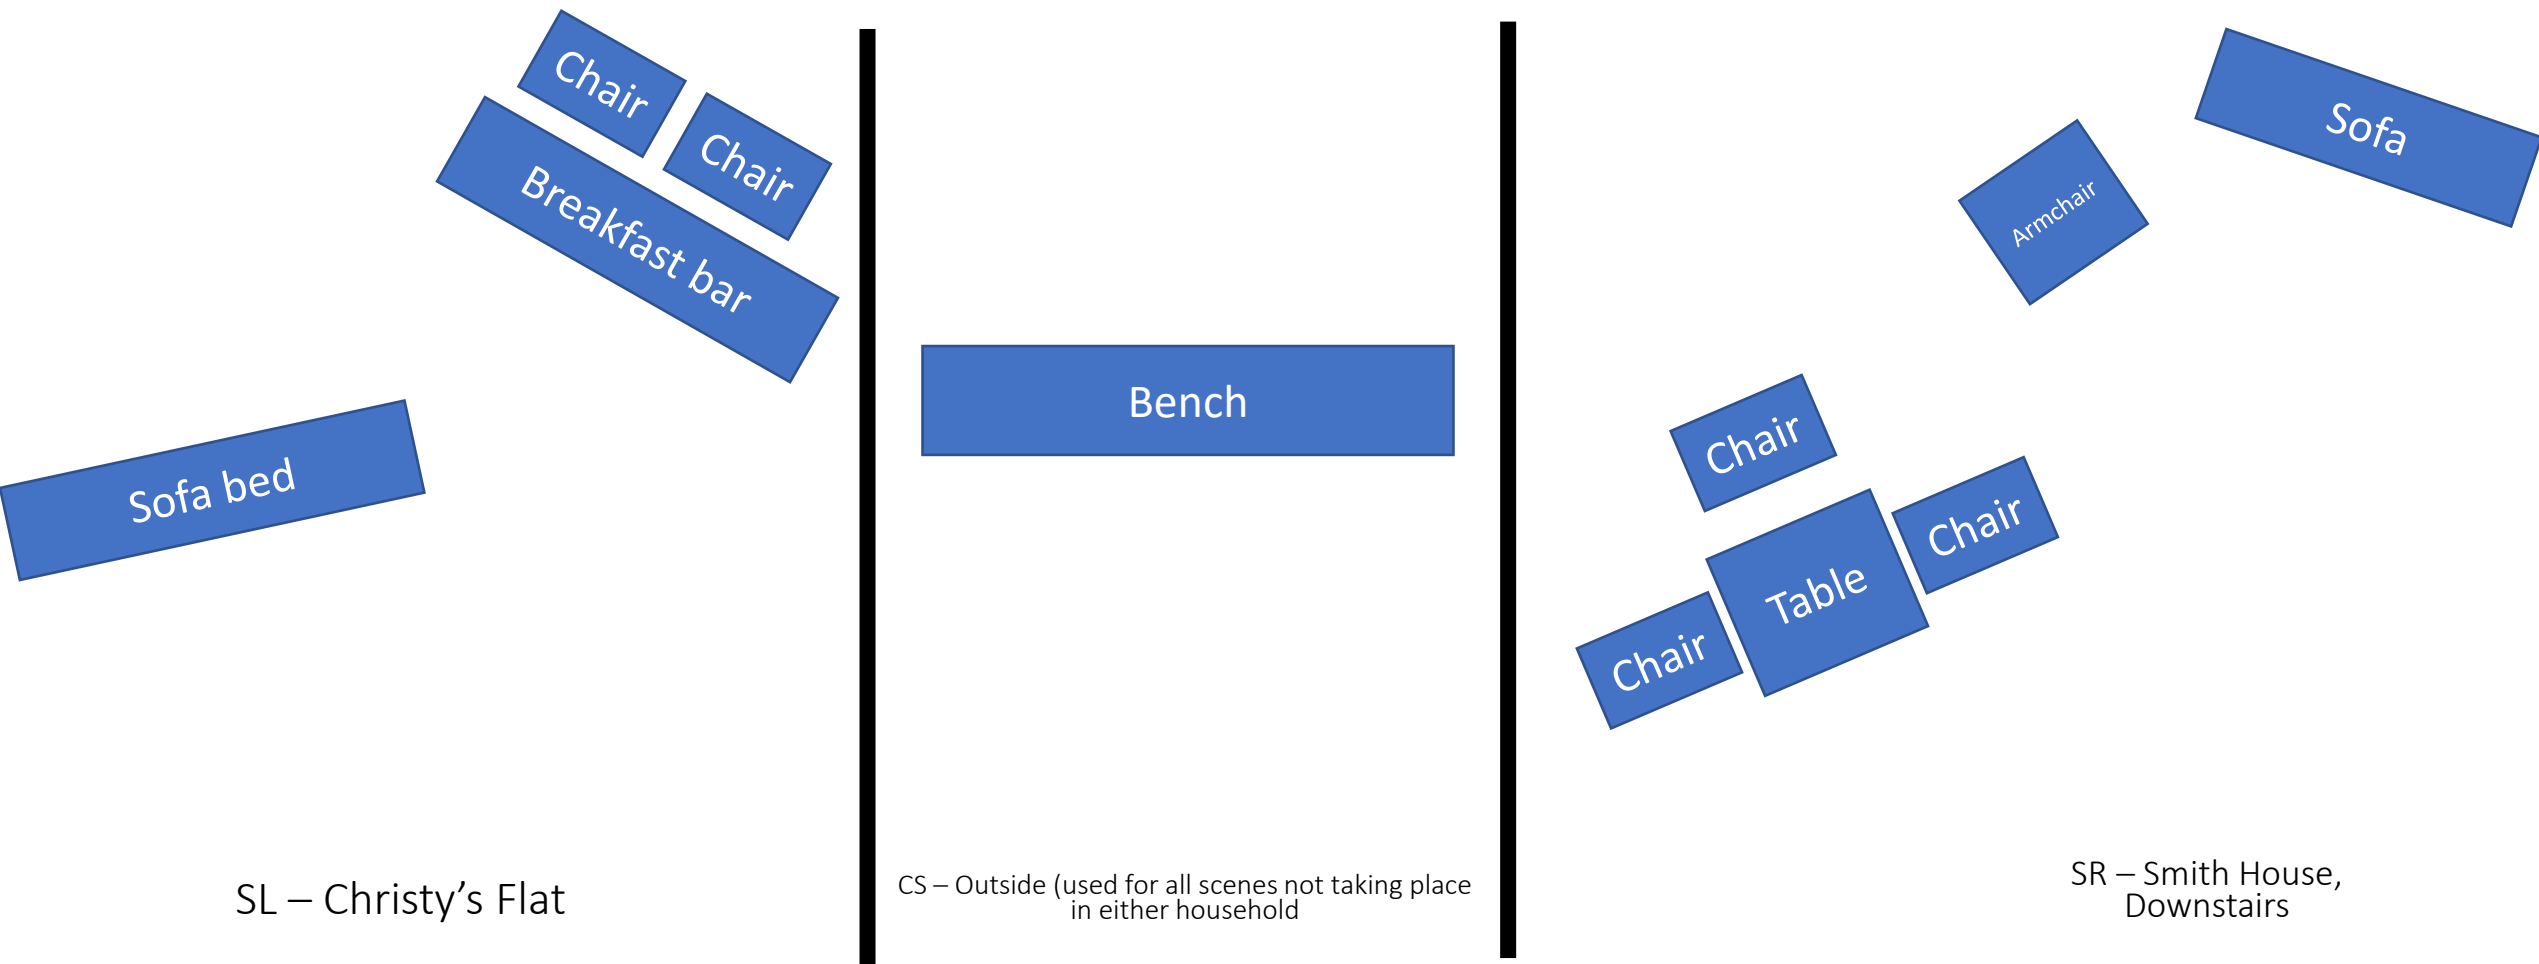 Chair
Chair
Breakfast bar
Sofa bed
SL – Christy’s Flat
Bench
CS – Outside (used for all scenes not taking place
in either household
Sofa
Armchair
Chair
Chair
Table
Chair
SR – Smith House,
Downstairs